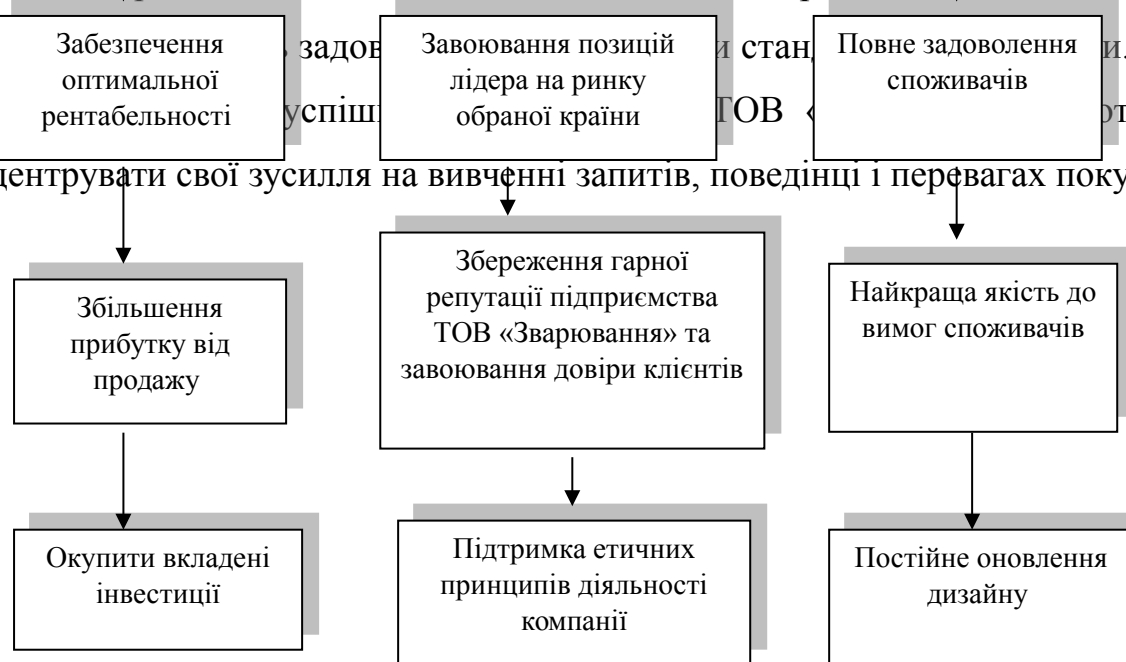 Забезпечення
оптимальної
рентабельності
Завоювання позицій
лідера на ринку
обраної країни
Повне задоволення
споживачів
задов
и стан
успіш
ТОВ «
свої зусилля на вивченні запитів, поведінці і перевагах
Збільшення
прибутку від
продажу
Збереження гарної
репутації підприємства
ТОВ «Зварювання» та
завоювання довіри клієнтів
Найкраща якість до
вимог споживачів
Окупити вкладені
інвестиції
Підтримка етичних
принципів діяльності
компанії
Постійне оновлення
дизайну